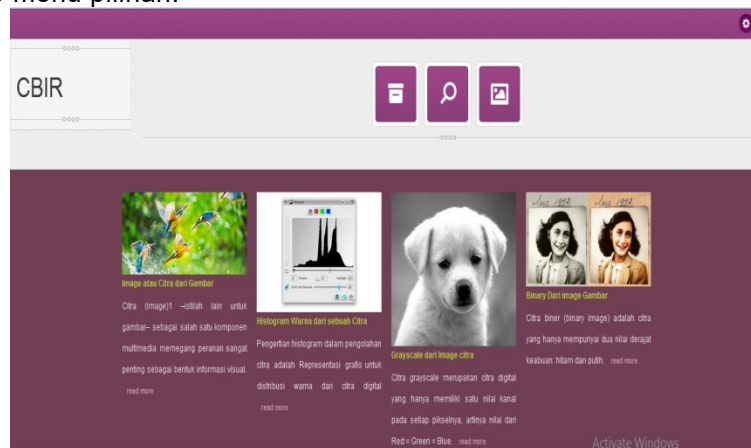 menu pilihan.
CBIR
Image atau Citra dari Gambar
Citra (image)1 –istilah lain untuk
gambar– sebagai salah satu komponen
multimedia memegang peranan sangat
penting sebagai bentuk informasi visual.
read more
Histogram Warna dari sebuah Citra
Pengertian histogram dalam pengolahan
citra adalah Representasi grafis untuk
distribusi warna dari citra digital
read more
Grayscale dari Image citra
Citra grayscale merupakan citra digital
yang hanya memiliki satu nilai kanal
pada setiap pikselnya, artinya nilai dari
Red = Green = Blue. read more
Binary Dari image Gambar
Citra biner (binary image) adalah citra
yang hanya mempunyai dua nilai derajat
keabuan: hitam dan putih. read more
Activate Windows